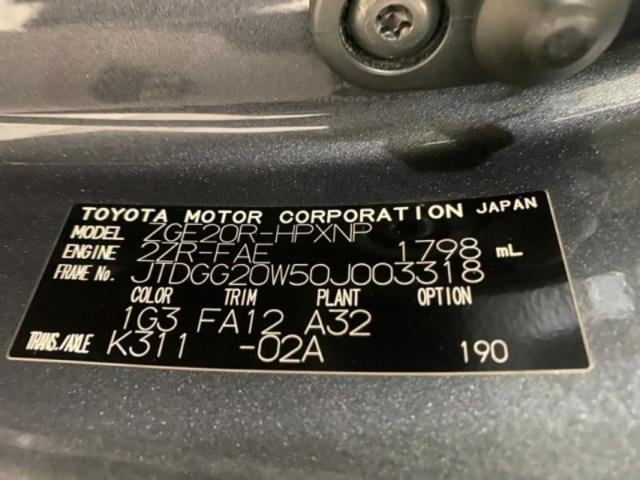 TOYOTA MOTOR CORPORATION JAPAN
MODEL ZGE20R-HPXNP
ENGINE 2ZR-FAE 1798 mL
FRAME No. JTDGG20W50J003318
COLOR TRIM PLANT OPTION
1G3 FA12 A32
TRANS./AXLE K311 -02A 190